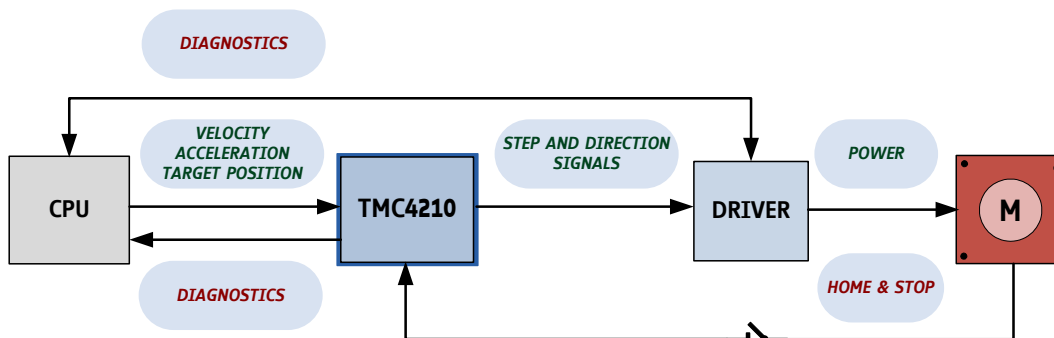 DIAGNOSTICS
VELOCITY
ACCELERATION
TARGET POSITION
STEP AND DIRECTION
SIGNALS
POWER
CPU
TMC4210
DRIVER
M
DIAGNOSTICS
HOME & STOP